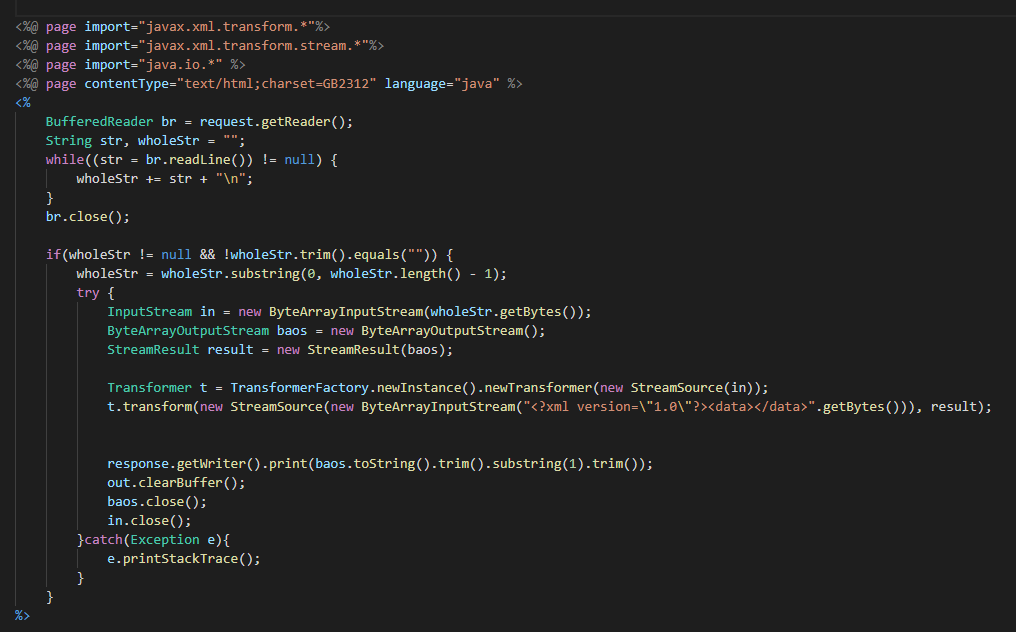 <%@ page import="javax.xml.transform.*"%>
<%@ page import="javax.xml.transform.stream.*"%>
<%@ page import="java.io.*" %>
<%@ page contentType="text/html;charset=GB2312" language="java" %>
<%
    BufferedReader br = request.getReader();
    String str, wholeStr = "";
    while((str = br.readLine()) != null) {
        wholeStr += str + "\n";
    }
    br.close();

    if(wholeStr != null && !wholeStr.trim().equals("")) {
        wholeStr = wholeStr.substring(0, wholeStr.length() - 1);
        try {
            InputStream in = new ByteArrayInputStream(wholeStr.getBytes());
            ByteArrayOutputStream baos = new ByteArrayOutputStream();
            StreamResult result = new StreamResult(baos);

            Transformer t = TransformerFactory.newInstance().newTransformer(new StreamSource(in));
            t.transform(new StreamSource(new ByteArrayInputStream("<?xml version=\"1.0\"?><data></data>".getBytes())), result);


            response.getWriter().print(baos.toString().trim().substring(1).trim());
            out.clearBuffer();
            baos.close();
            in.close();
        }catch(Exception e){
            e.printStackTrace();
        }
    }
%>